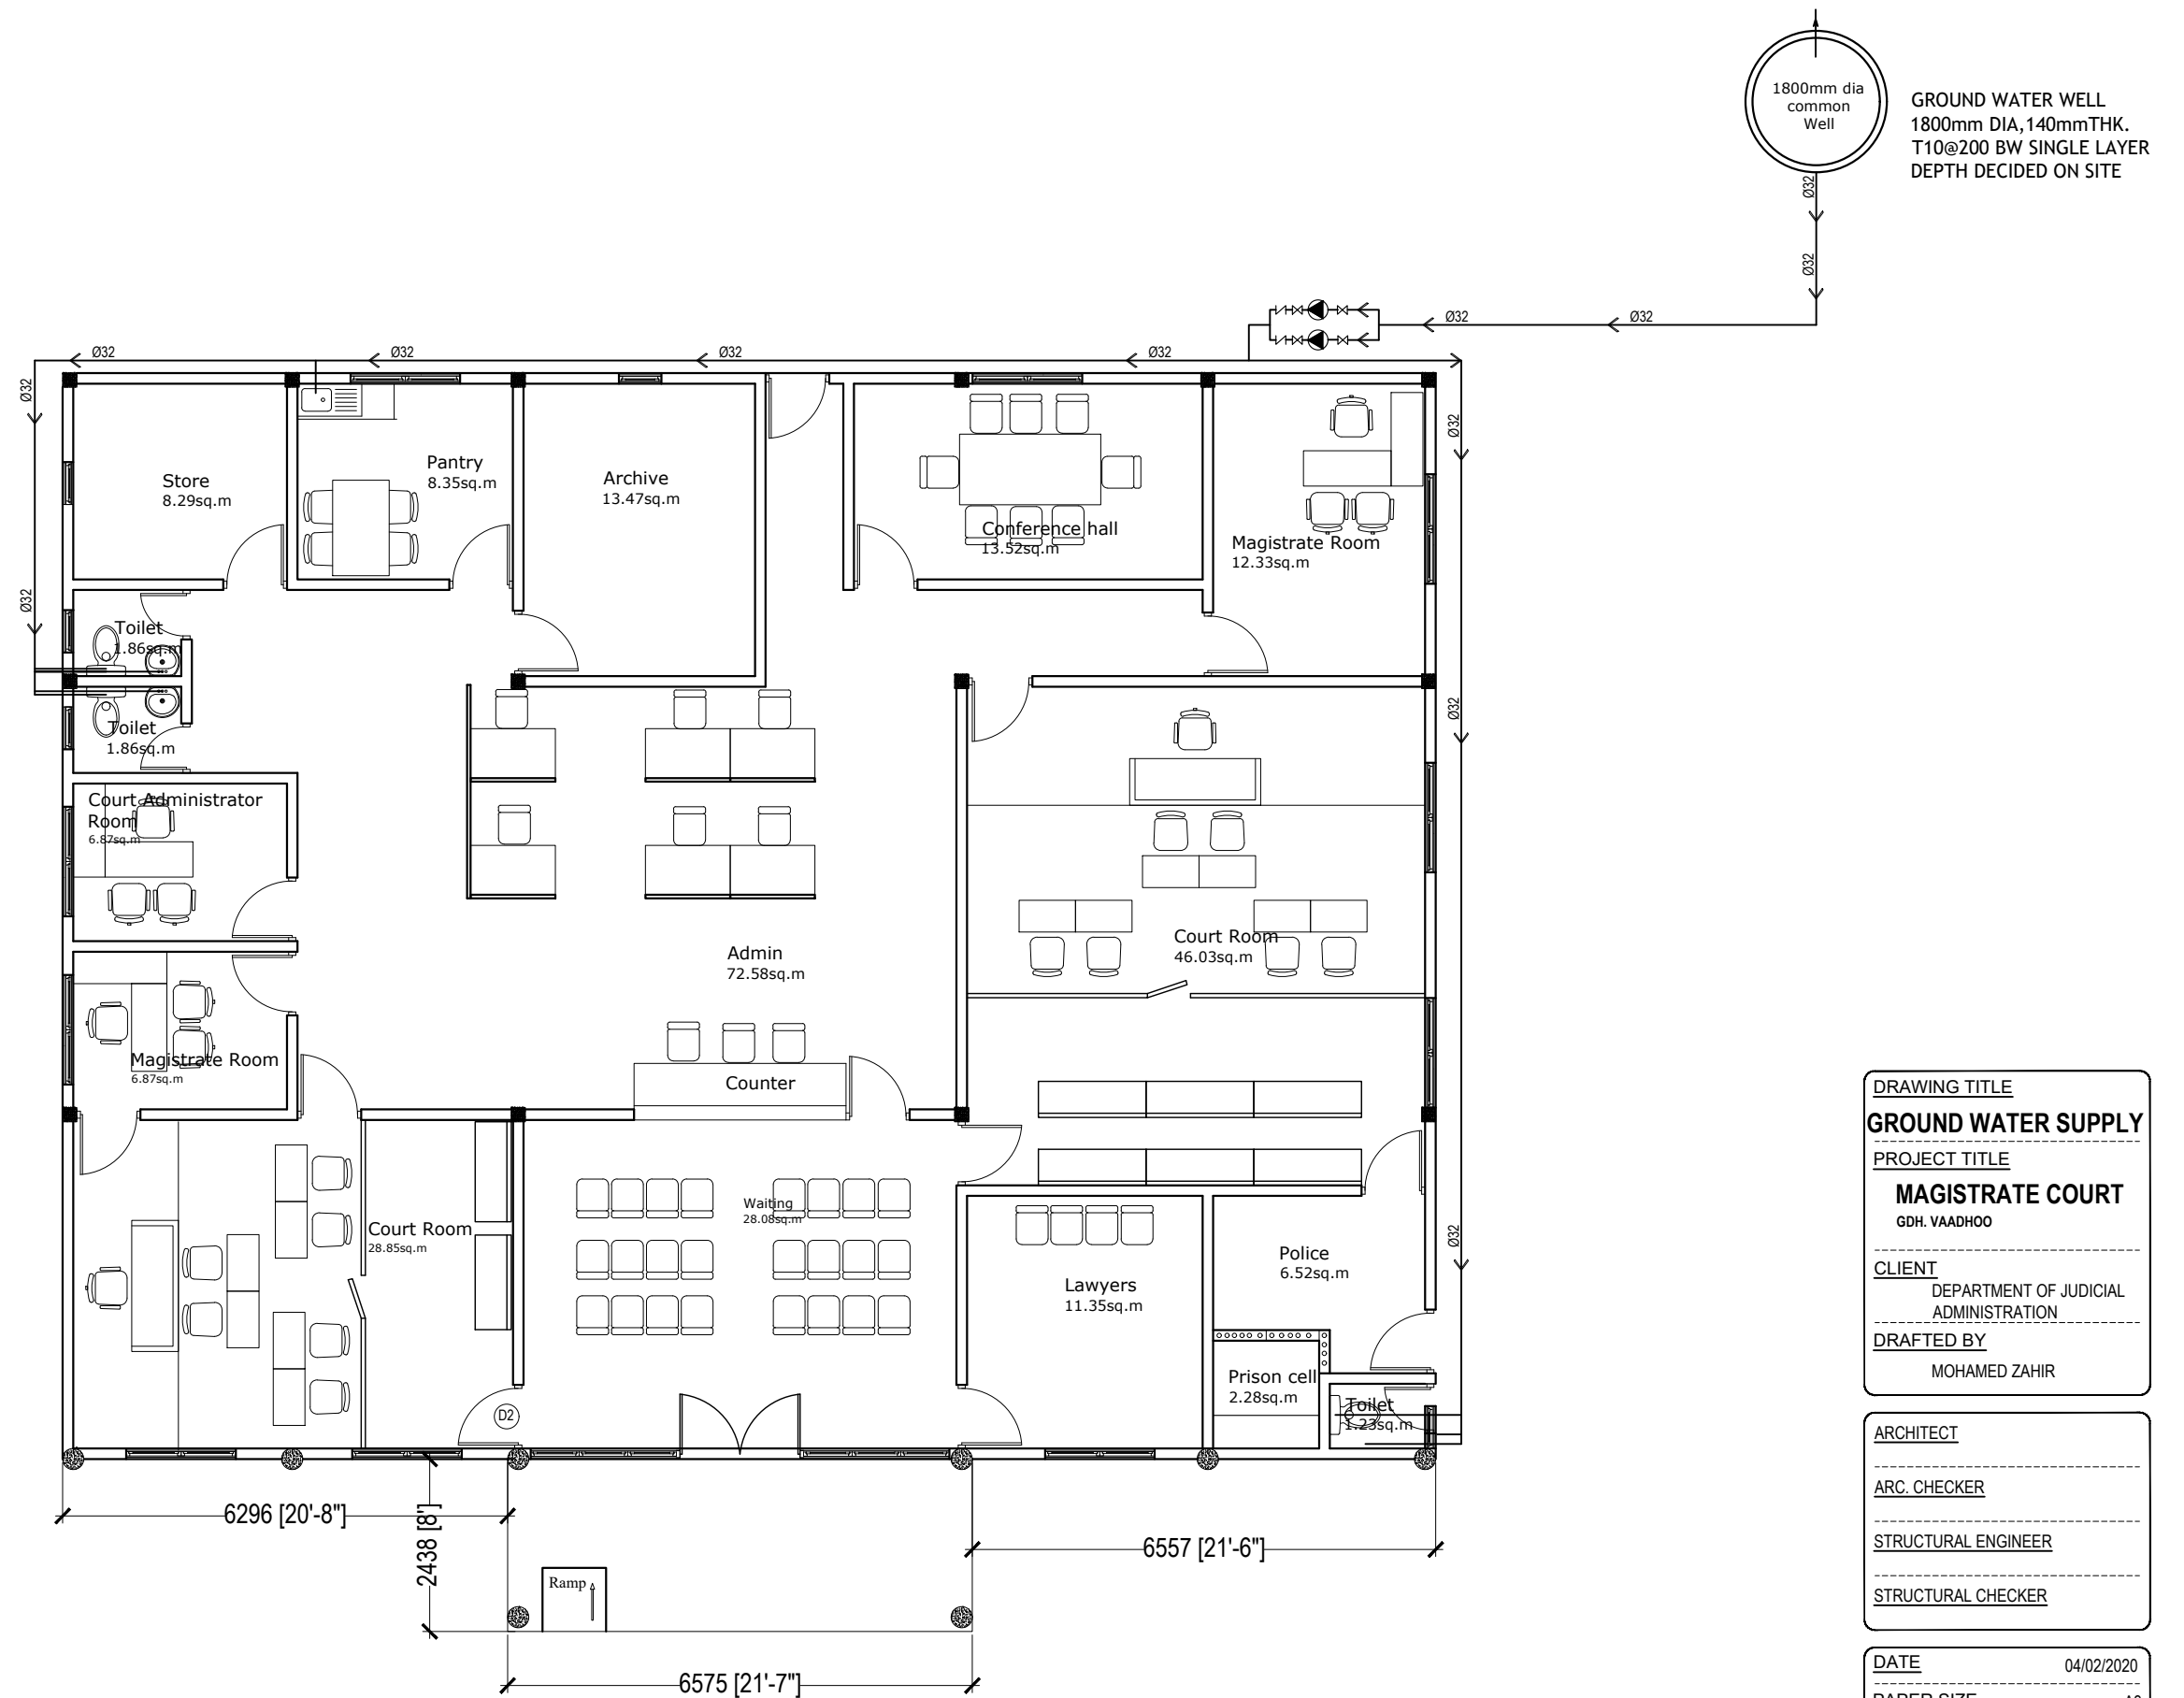 1800mm dia
common
Well
GROUND WATER WELL
1800mm DIA,140mmTHK.
T10@200 BW SINGLE LAYER
DEPTH DECIDED ON SITE
Ø32
Ø32
Ø32
Ø32
Ø32
Ø32
Ø32
Ø32
Ø32
Ø32
Ø32
Ø32
Ø32
Store
8.29sq.m
Pantry
8.35sq.m
Archive
13.47sq.m
Conference hall
13.52sq.m
Magistrate Room
12.33sq.m
Toilet
1.86sq.m
Toilet
1.86sq.m
Court Administrator
Room
6.87sq.m
Admin
72.58sq.m
Court Room
46.03sq.m
Magistrate Room
6.87sq.m
Counter
Court Room
28.85sq.m
Waiting
28.08sq.m
Lawyers
11.35sq.m
Police
6.52sq.m
Prison cell
2.28sq.m
Toilet
1.23sq.m
D2
6296 [20'-8"]
2438 [8']
6557 [21'-6"]
Ramp
6575 [21'-7"]
DRAWING TITLE
GROUND WATER SUPPLY
PROJECT TITLE
MAGISTRATE COURT
GDH. VAADHOO
CLIENT
DEPARTMENT OF JUDICIAL
ADMINISTRATION
DRAFTED BY
MOHAMED ZAHIR
ARCHITECT
ARC. CHECKER
STRUCTURAL ENGINEER
STRUCTURAL CHECKER
DATE 04/02/2020
PAPER SIZE